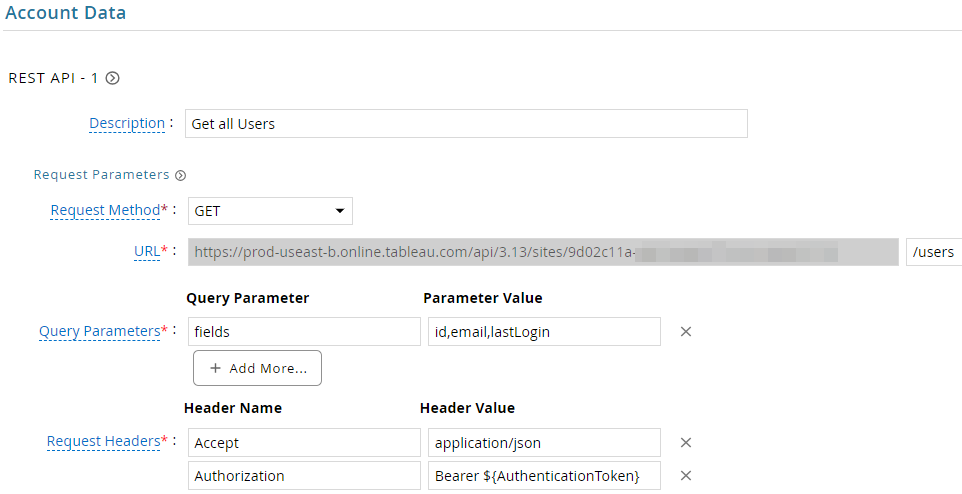 Account Data
REST API - 1
Description :
Get all Users
Request Parameters
Request Method* :
GET
URL* :
https://prod-useast-b.online.tableau.com/api/3.13/sites/9d02c11a-
/users
Query Parameter Parameter Value
Query Parameters* :
fields
id,email,lastLogin
+ Add More...
Header Name Header Value
Request Headers* :
Accept
application/json
Authorization
Bearer ${AuthenticationToken}